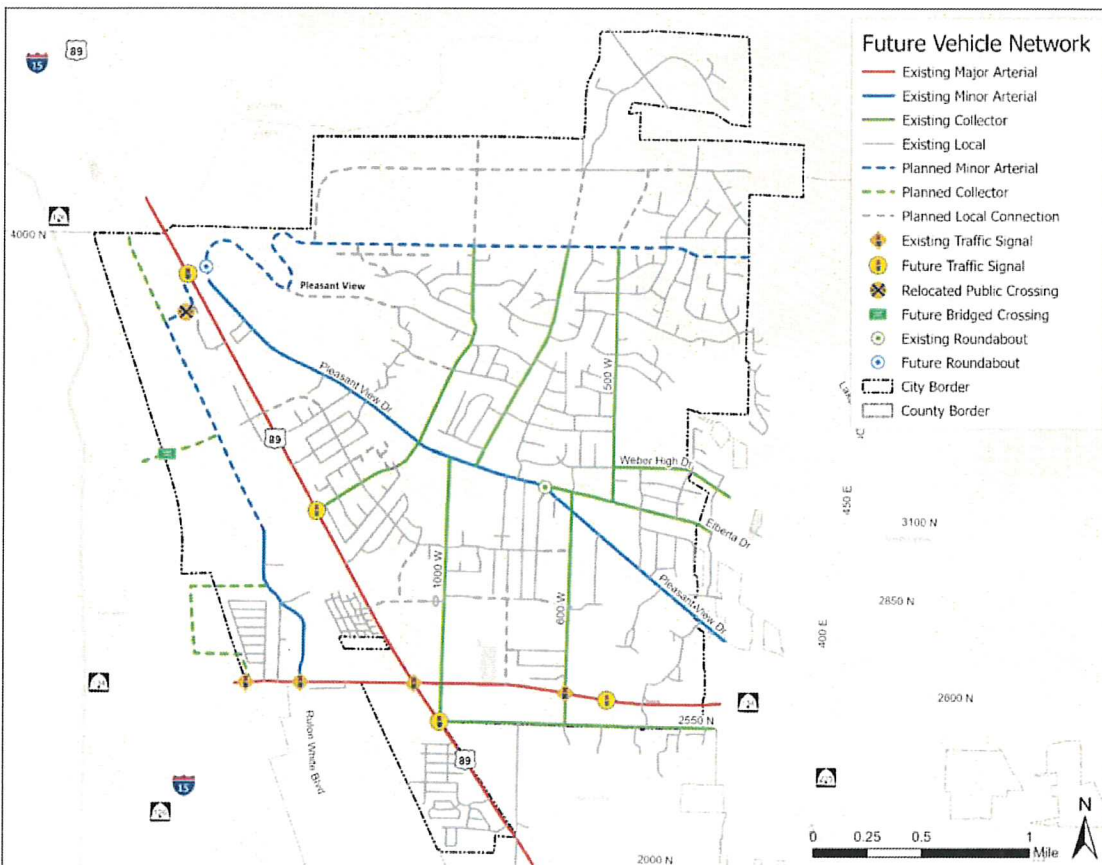 Future Vehicle Network
Existing Major Arterial
Existing Minor Arterial
Existing Collector
Existing Local
Planned Minor Arterial
Planned Collector
Planned Local Connection
Existing Traffic Signal
Future Traffic Signal
Relocated Public Crossing
Future Bridged Crossing
Existing Roundabout
Future Roundabout
City Border
County Border
15
89
4000 N
Pleasant View
Pleasant View Dr
89
500 W
Weber High Dr
Elberta Dr
Pleasant View Dr
1000 W
600 W
450 E
3100 N
2850 N
400 E
2600 N
2550 N
Rulon White Blvd
89
15
2000 N
0 0.25 0.5 1
Mile
N